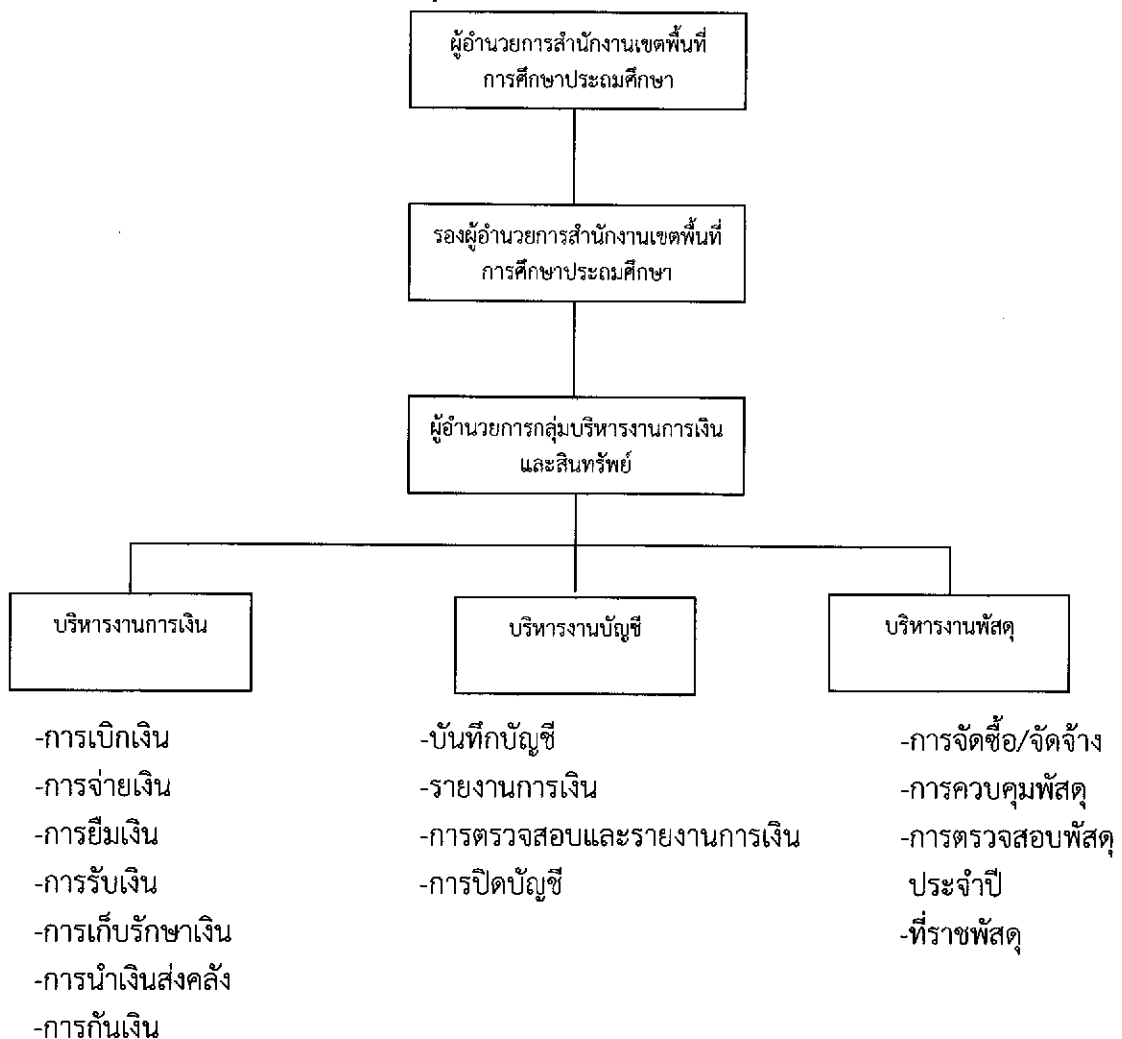 ผู้อำนวยการสำนักงานเขตพื้นที่
การศึกษาประถมศึกษา
รองผู้อำนวยการสำนักงานเขตพื้นที่
การศึกษาประถมศึกษา
ผู้อำนวยการกลุ่มบริหารงานการเงิน
และสินทรัพย์
บริหารงานการเงิน
-การเบิกเงิน
-การจ่ายเงิน
-การยืมเงิน
-การรับเงิน
-การเก็บรักษาเงิน
-การนำเงินส่งคลัง
-การกันเงิน
บริหารงานบัญชี
-บันทึกบัญชี
-รายงานการเงิน
-การตรวจสอบและรายงานการเงิน
-การปิดบัญชี
บริหารงานพัสดุ
-การจัดซื้อ/จัดจ้าง
-การควบคุมพัสดุ
-การตรวจสอบพัสดุ
ประจำปี
-ที่ราชพัสดุ